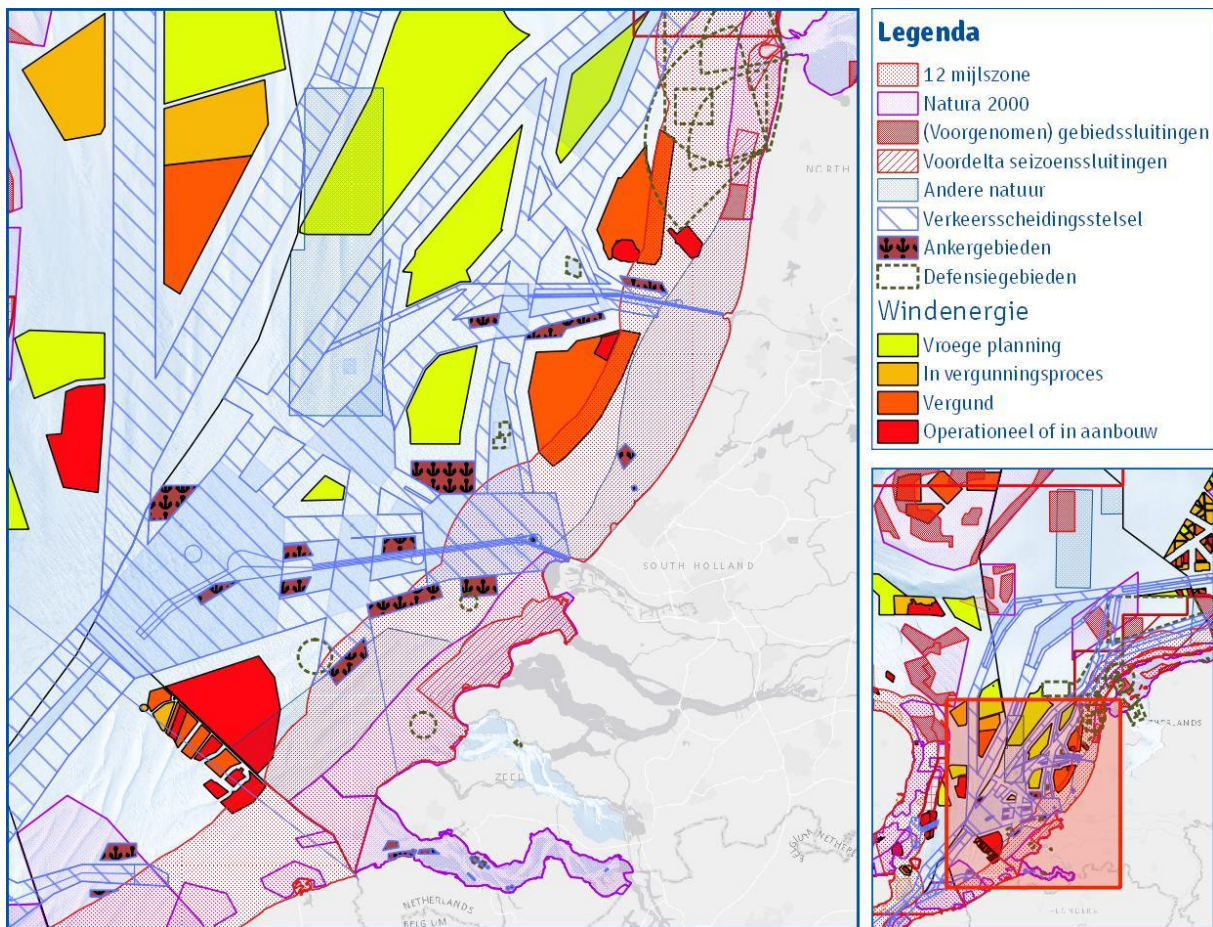 NORTH
SOUTH HOLLAND
NETHERLANDS
BELGIUM
Legenda
12 mijlszone
Natura 2000
(Voorgenomen) gebiedssluitingen
Voordelta seizoenssluitingen
Andere natuur
Verkeersscheidingsstelsel
Ankergebieden
Defensiegebieden
Windenergie
Vroege planning
In vergunningsproces
Vergund
Operationeel of in aanbouw